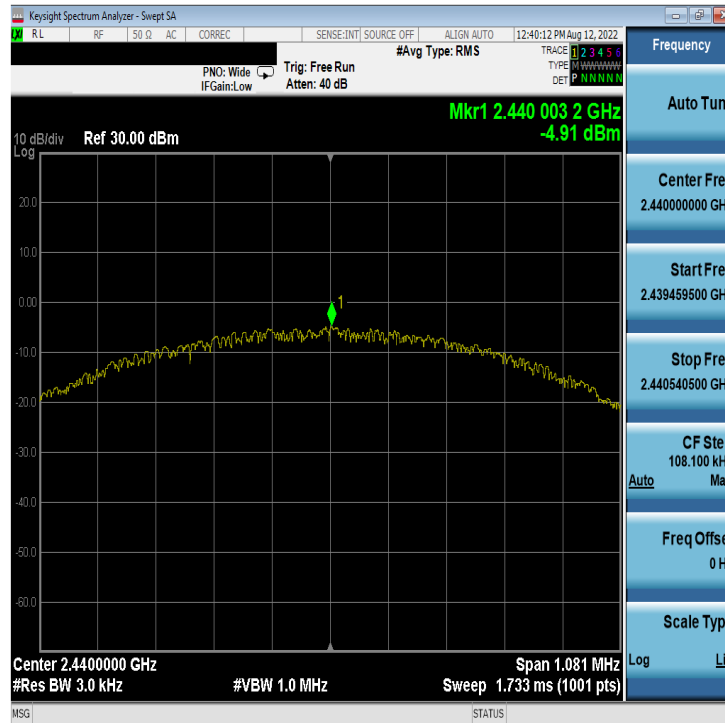 Keysight Spectrum Analyzer - Swept SA
RL RF 50 Ω AC CORREC SENSE:INT SOURCE OFF ALIGN AUTO 12:40:12 PM Aug 12, 2022
#Avg Type: RMS
TRACE 1 2 3 4 5 6
TYPE M WWWWW
DET P N N N N N
PNO: Wide
IFGain:Low
Trig: Free Run
Atten: 40 dB
Mkr1 2.440 003 2 GHz
-4.91 dBm
10 dB/div Ref 30.00 dBm
Log
20.0
10.0
0.00
-10.0
-20.0
-30.0
-40.0
-50.0
-60.0
1
Center 2.4400000 GHz
Span 1.081 MHz
#Res BW 3.0 kHz
#VBW 1.0 MHz
Sweep 1.733 ms (1001 pts)
MSG
STATUS
Frequency
Auto Tun
Center Fre
2.440000000 GH
Start Fre
2.439459500 GH
Stop Fre
2.440540500 GH
CF Ste
108.100 kH
Auto Ma
Freq Offse
0 H
Scale Typ
Log Li